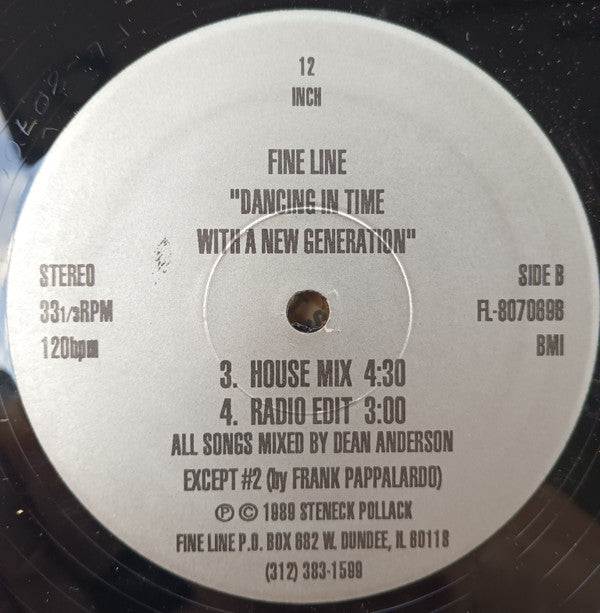 12
INCH
FINE LINE
"DANCING IN TIME
WITH A NEW GENERATION"
STEREO
33 1/3 RPM
120bpm
SIDE B
FL-807089B
BMI
3. HOUSE MIX 4:30
4. RADIO EDIT 3:00
ALL SONGS MIXED BY DEAN ANDERSON
EXCEPT #2 (by FRANK PAPPALARDO)
℗ © 1989 STENECK POLLACK
FINE LINE P.O. BOX 682 W. DUNDEE, IL 60118
(312) 383-1599